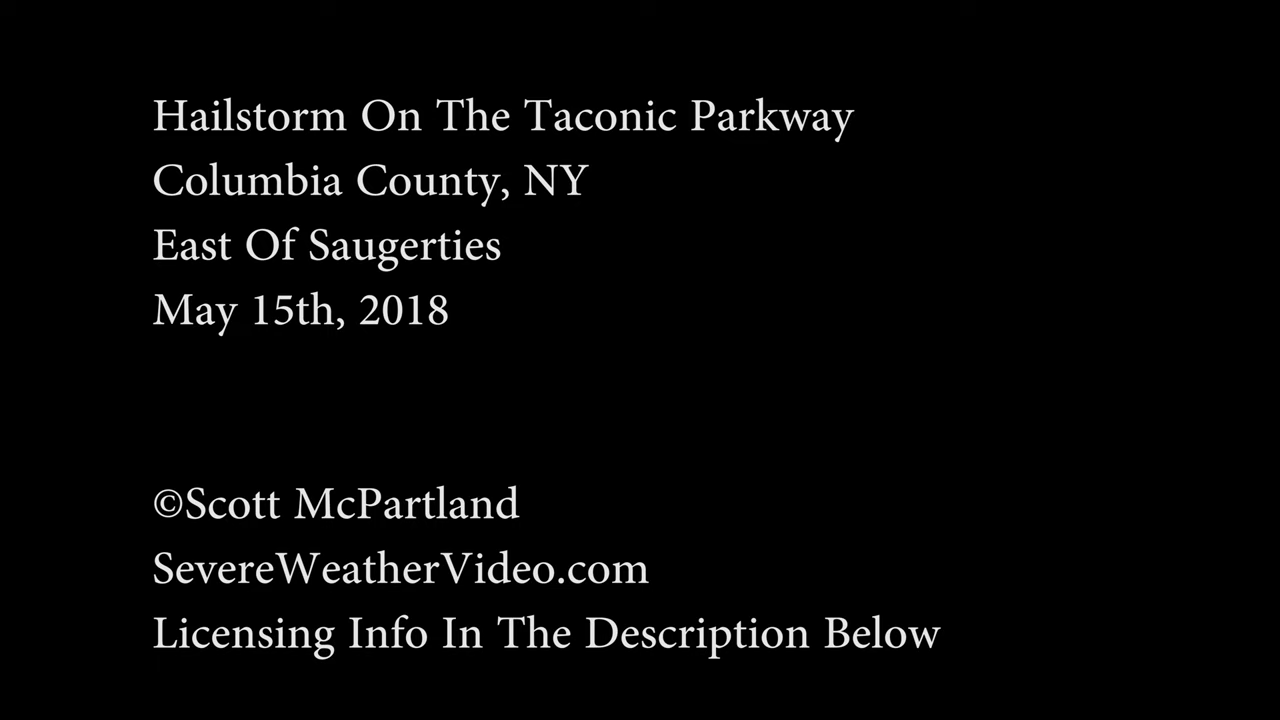 Hailstorm On The Taconic Parkway
Columbia County, NY
East Of Saugerties
May 15th, 2018
©Scott McPartland
SevereWeatherVideo.com
Licensing Info In The Description Below